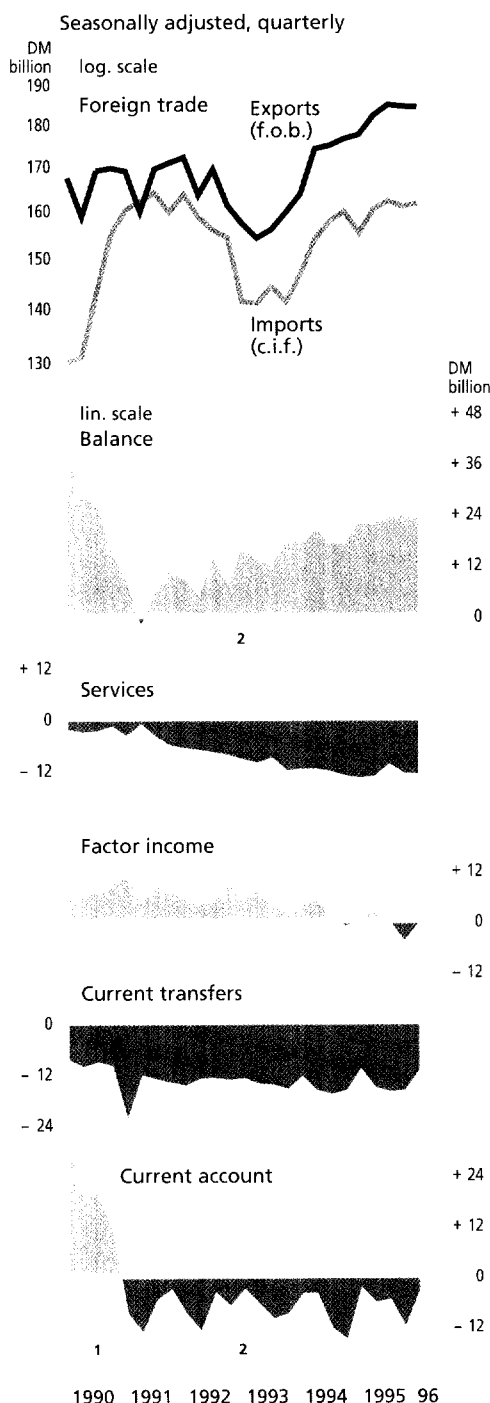 Seasonally adjusted, quarterly
DM
billion
log. scale
190
Foreign trade
Exports
(f.o.b.)
180
170
160
150
140
Imports
(c.i.f.)
130
DM
billion
lin. scale
+ 48
Balance
+ 36
+ 24
+ 12
0
2
+ 12
Services
0
– 12
Factor income
+ 12
0
– 12
Current transfers
0
– 12
– 24
Current account
+ 24
+ 12
0
– 12
1 2
1990 1991 1992 1993 1994 1995 96